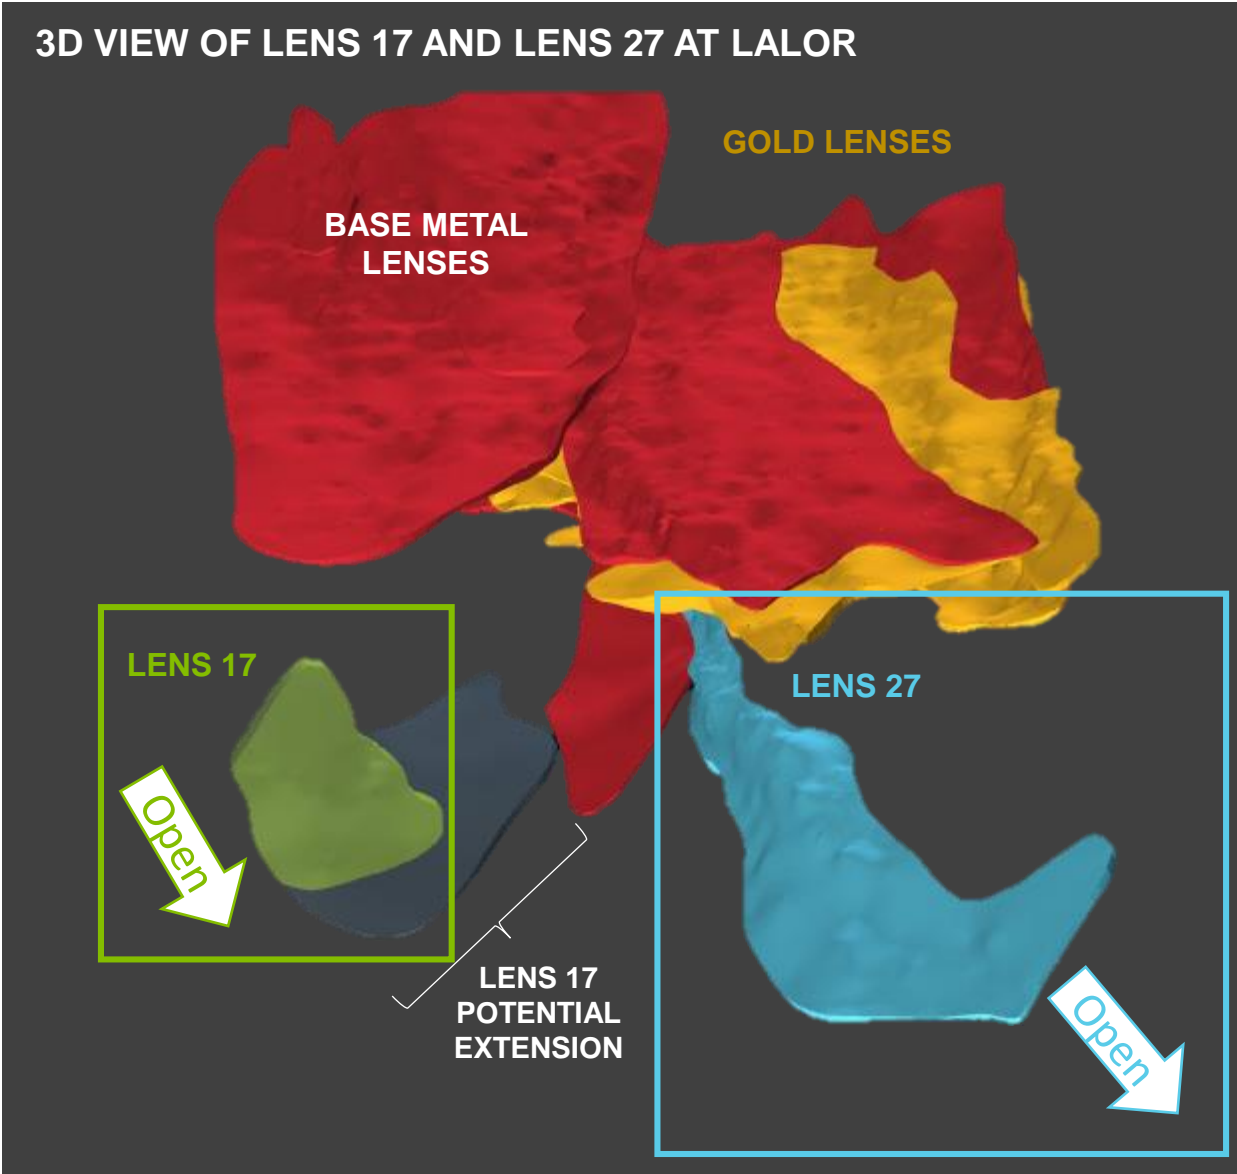 3D VIEW OF LENS 17 AND LENS 27 AT LALOR
GOLD LENSES
BASE METAL
LENSES
LENS 17
LENS 27
Open
LENS 17
POTENTIAL
EXTENSION
Open